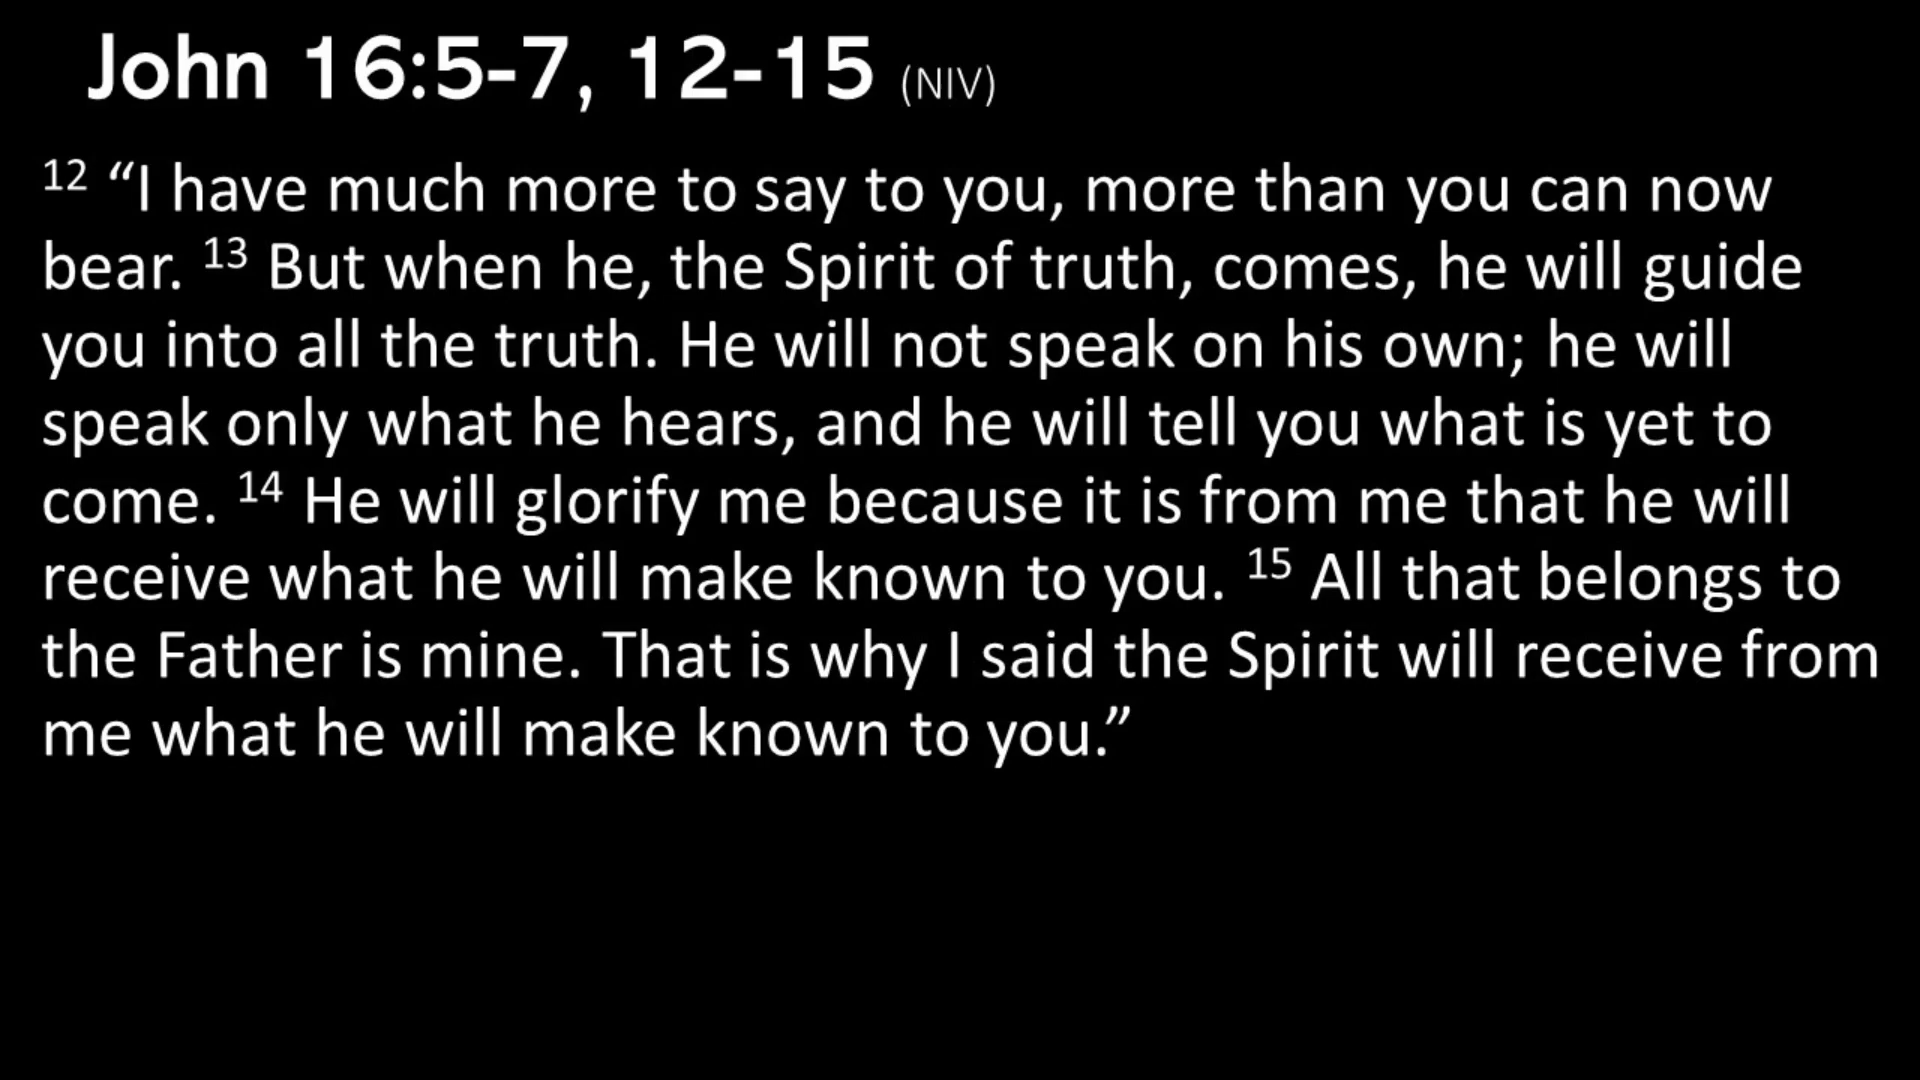 John 16:5-7, 12-15 (NIV)
12 “I have much more to say to you, more than you can now
bear. 13 But when he, the Spirit of truth, comes, he will guide
you into all the truth. He will not speak on his own; he will
speak only what he hears, and he will tell you what is yet to
come. 14 He will glorify me because it is from me that he will
receive what he will make known to you. 15 All that belongs to
the Father is mine. That is why I said the Spirit will receive from
me what he will make known to you.”